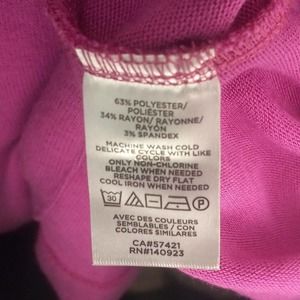 63% POLYESTER/
POLIÉSTER
34% RAYON/ RAYONNE/
RAYÓN
3% SPANDEX
MACHINE WASH COLD
DELICATE CYCLE WITH LIKE
COLORS
ONLY NON-CHLORINE
BLEACH WHEN NEEDED
RESHAPE DRY FLAT
COOL IRON WHEN NEEDED
30 P
AVEC DES COULEURS
SEMBLABLES / CON
COLORES SIMILARES
CA#57421
RN#140923